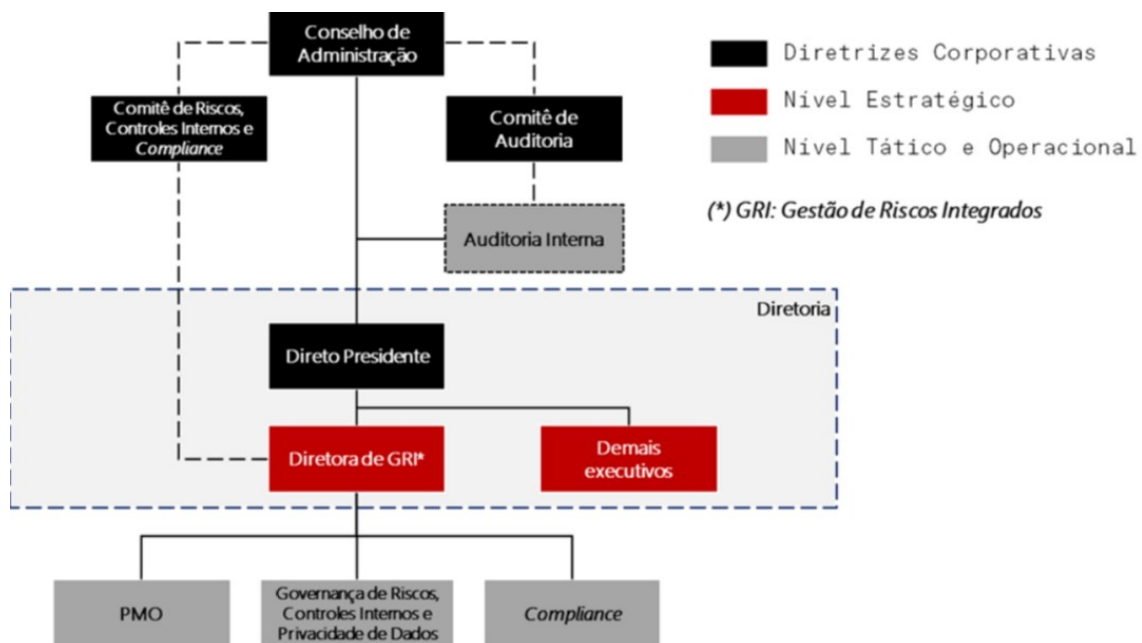 Conselho de
Administração
Comitê de Riscos,
Controles Internos e
Compliance
Comitê de
Auditoria
Auditoria Interna
Diretoria
Direto Presidente
Diretora de GRI*
Demais
executivos
PMO
Governança de Riscos,
Controles Internos e
Privacidade de Dados
Compliance
Diretrizes Corporativas
Nível Estratégico
Nível Tático e Operacional
(*) GRI: Gestão de Riscos Integrados